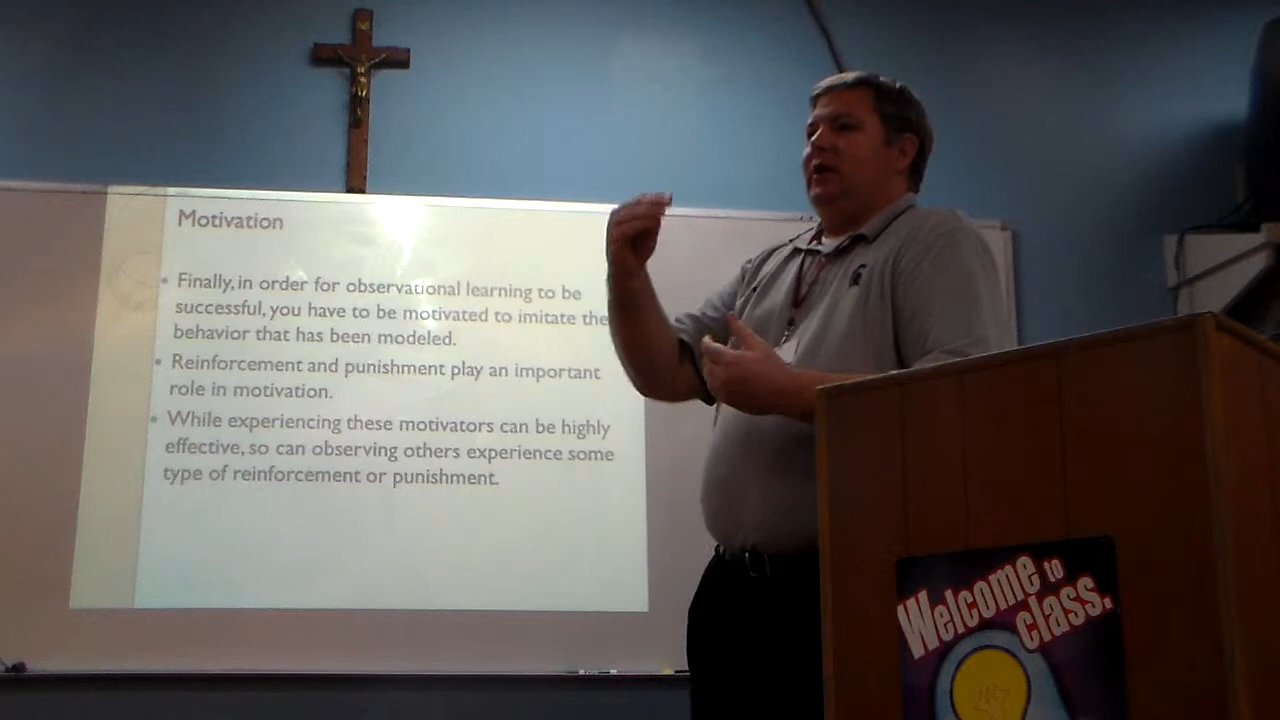 Motivation
• Finally, in order for observational learning to be
successful, you have to be motivated to imitate the
behavior that has been modeled.
• Reinforcement and punishment play an important
role in motivation.
• While experiencing these motivators can be highly
effective, so can observing others experience some
type of reinforcement or punishment.
Welcome to
class.